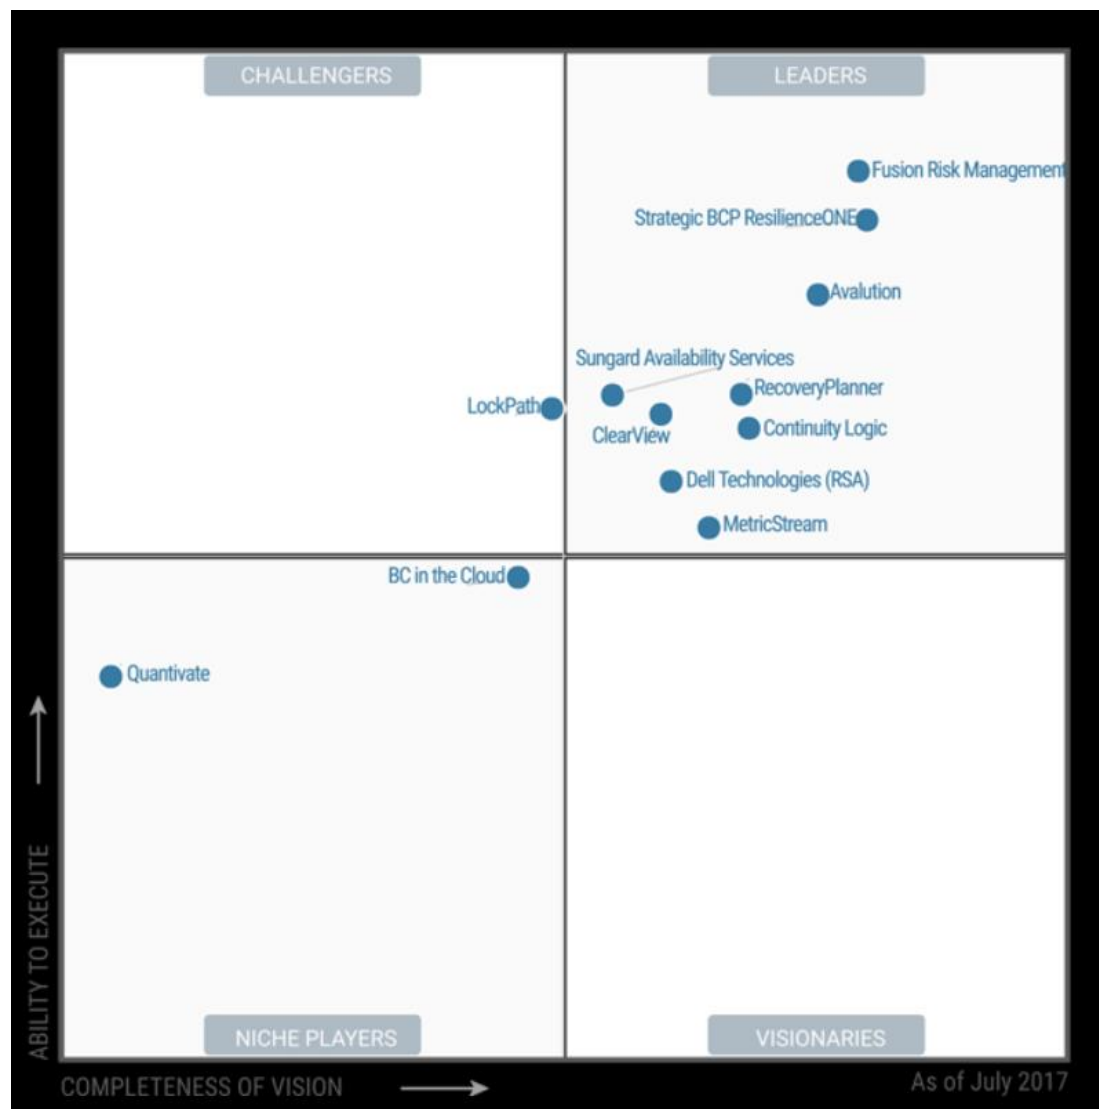 CHALLENGERS
LEADERS
Fusion Risk Management
Strategic BCP ResilienceONE
Avalution
Sungard Availability Services
RecoveryPlanner
LockPath
ClearView
Continuity Logic
Dell Technologies (RSA)
MetricStream
BC in the Cloud
Quantivate
ABILITY TO EXECUTE
NICHE PLAYERS
VISIONARIES
COMPLETENESS OF VISION
As of July 2017